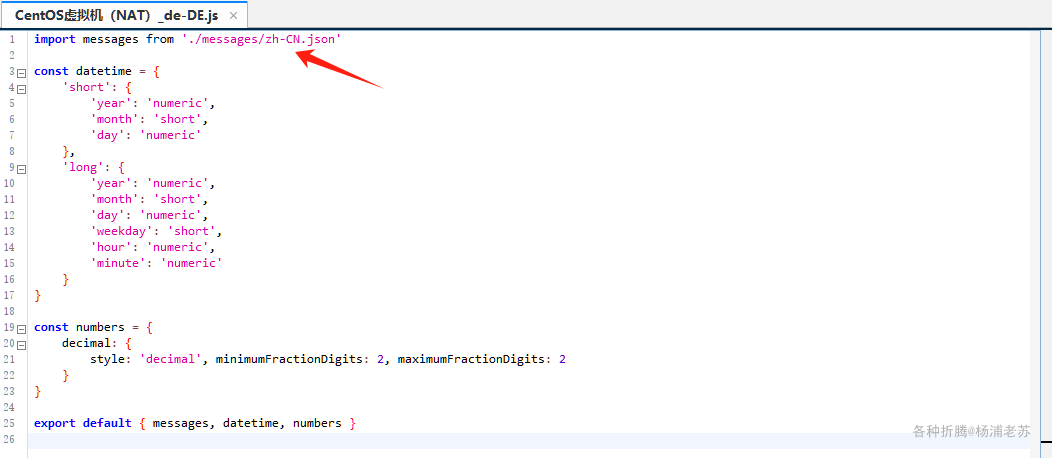 CentOS虚拟机（NAT）_de-DE.js ×
1 import messages from './messages/zh-CN.json'
2
3 const datetime = {
4 'short': {
5 'year': 'numeric',
6 'month': 'short',
7 'day': 'numeric'
8 },
9 'long': {
10 'year': 'numeric',
11 'month': 'short',
12 'day': 'numeric',
13 'weekday': 'short',
14 'hour': 'numeric',
15 'minute': 'numeric'
16 }
17 }
18
19 const numbers = {
20 decimal: {
21 style: 'decimal', minimumFractionDigits: 2, maximumFractionDigits: 2
22 }
23 }
24
25 export default { messages, datetime, numbers }
26
各种折腾@杨浦老苏